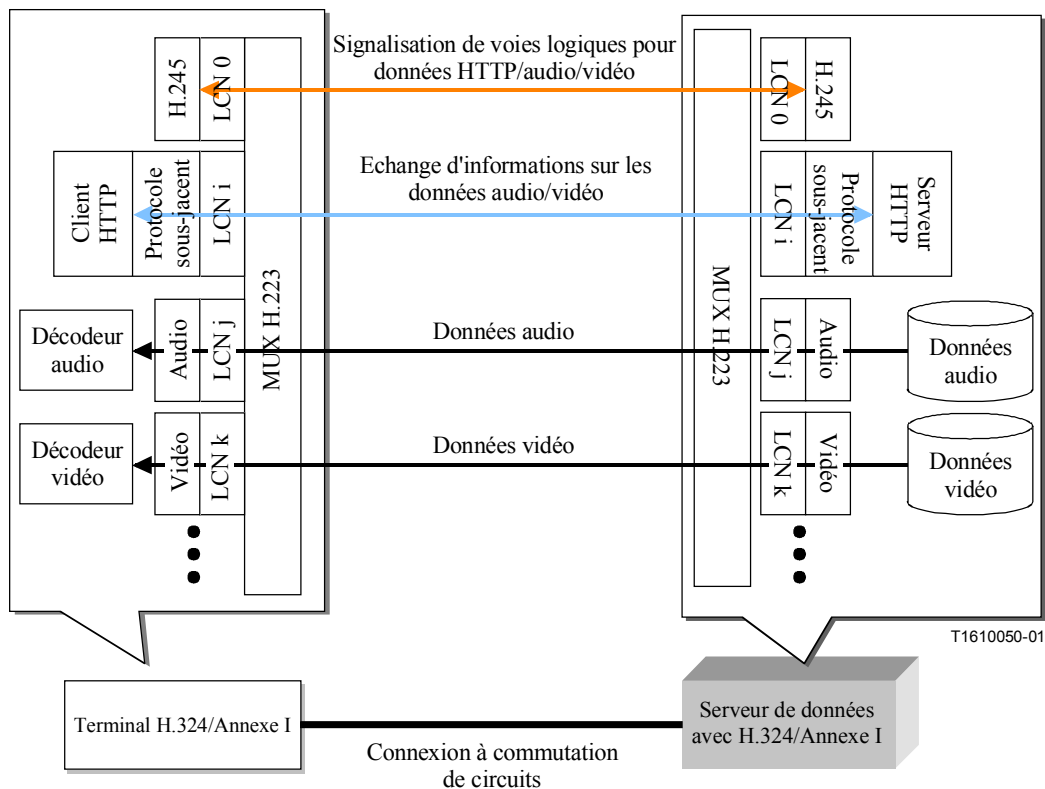 Signalisation de voies logiques pour
données HTTP/audio/vidéo
H.245
LCN 0
LCN 0
H.245
Echange d'informations sur les
données audio/vidéo
Client
HTTP
Protocole
sous-jacent
LCN i
LCN i
Protocole
sous-jacent
Serveur
HTTP
MUX H.223
MUX H.223
Décodeur
audio
Audio
LCN j
Données audio
LCN j
Audio
Données
audio
Décodeur
vidéo
Vidéo
LCN k
Données vidéo
LCN k
Vidéo
Données
vidéo
T1610050-01
Terminal H.324/Annexe I
Connexion à commutation
de circuits
Serveur de données
avec H.324/Annexe I